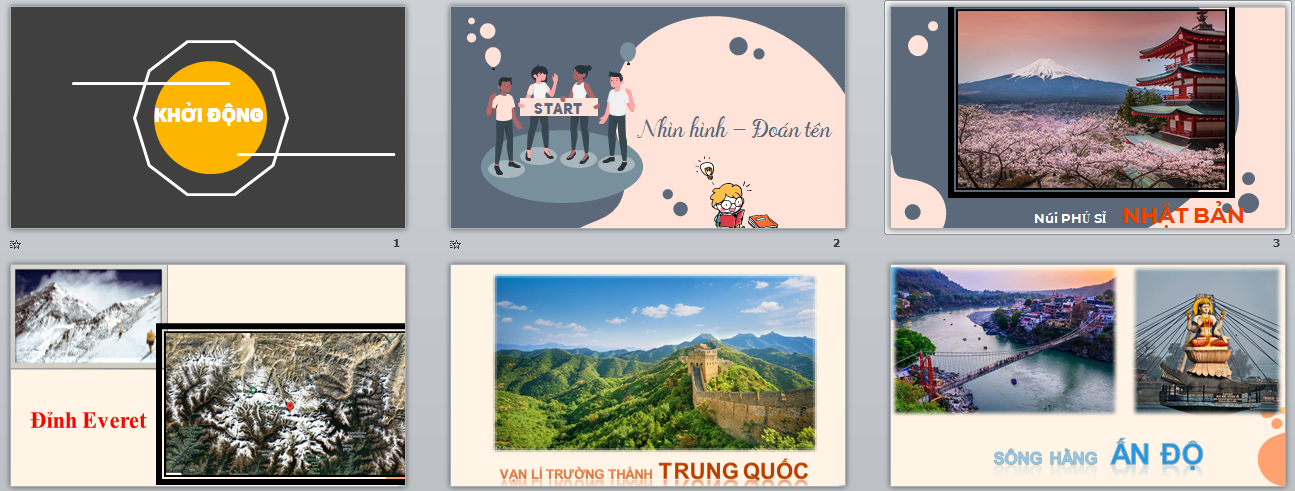 KHỞI ĐỘNG
1
START
Nhìn hình – Đoán tên
2
Núi PHÚ SĨ NHẬT BẢN
3
Đỉnh Everet
VẠN LÍ TRƯỜNG THÀNH TRUNG QUỐC
SÔNG HẰNG ẤN ĐỘ